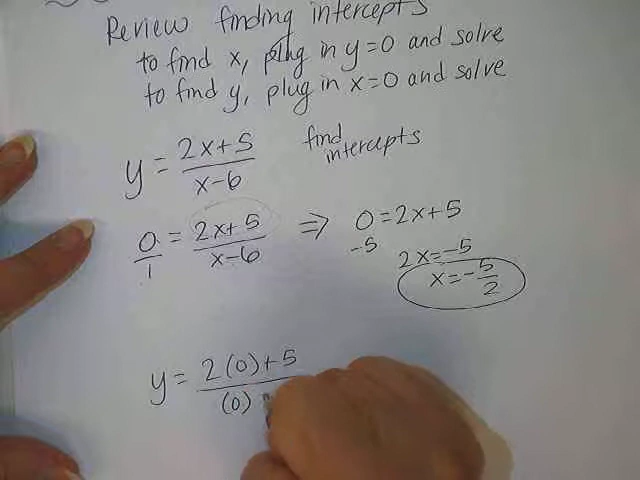 Review finding intercepts
to find x, plug in y=0 and solve
to find y, plug in x=0 and solve
y = (2x+5)/(x-6) find intercepts
0/1 = (2x+5)/(x-6) ⇒ 0=2x+5
-5
2x=-5
x=-5/2
y = (2(0)+5)/(0)